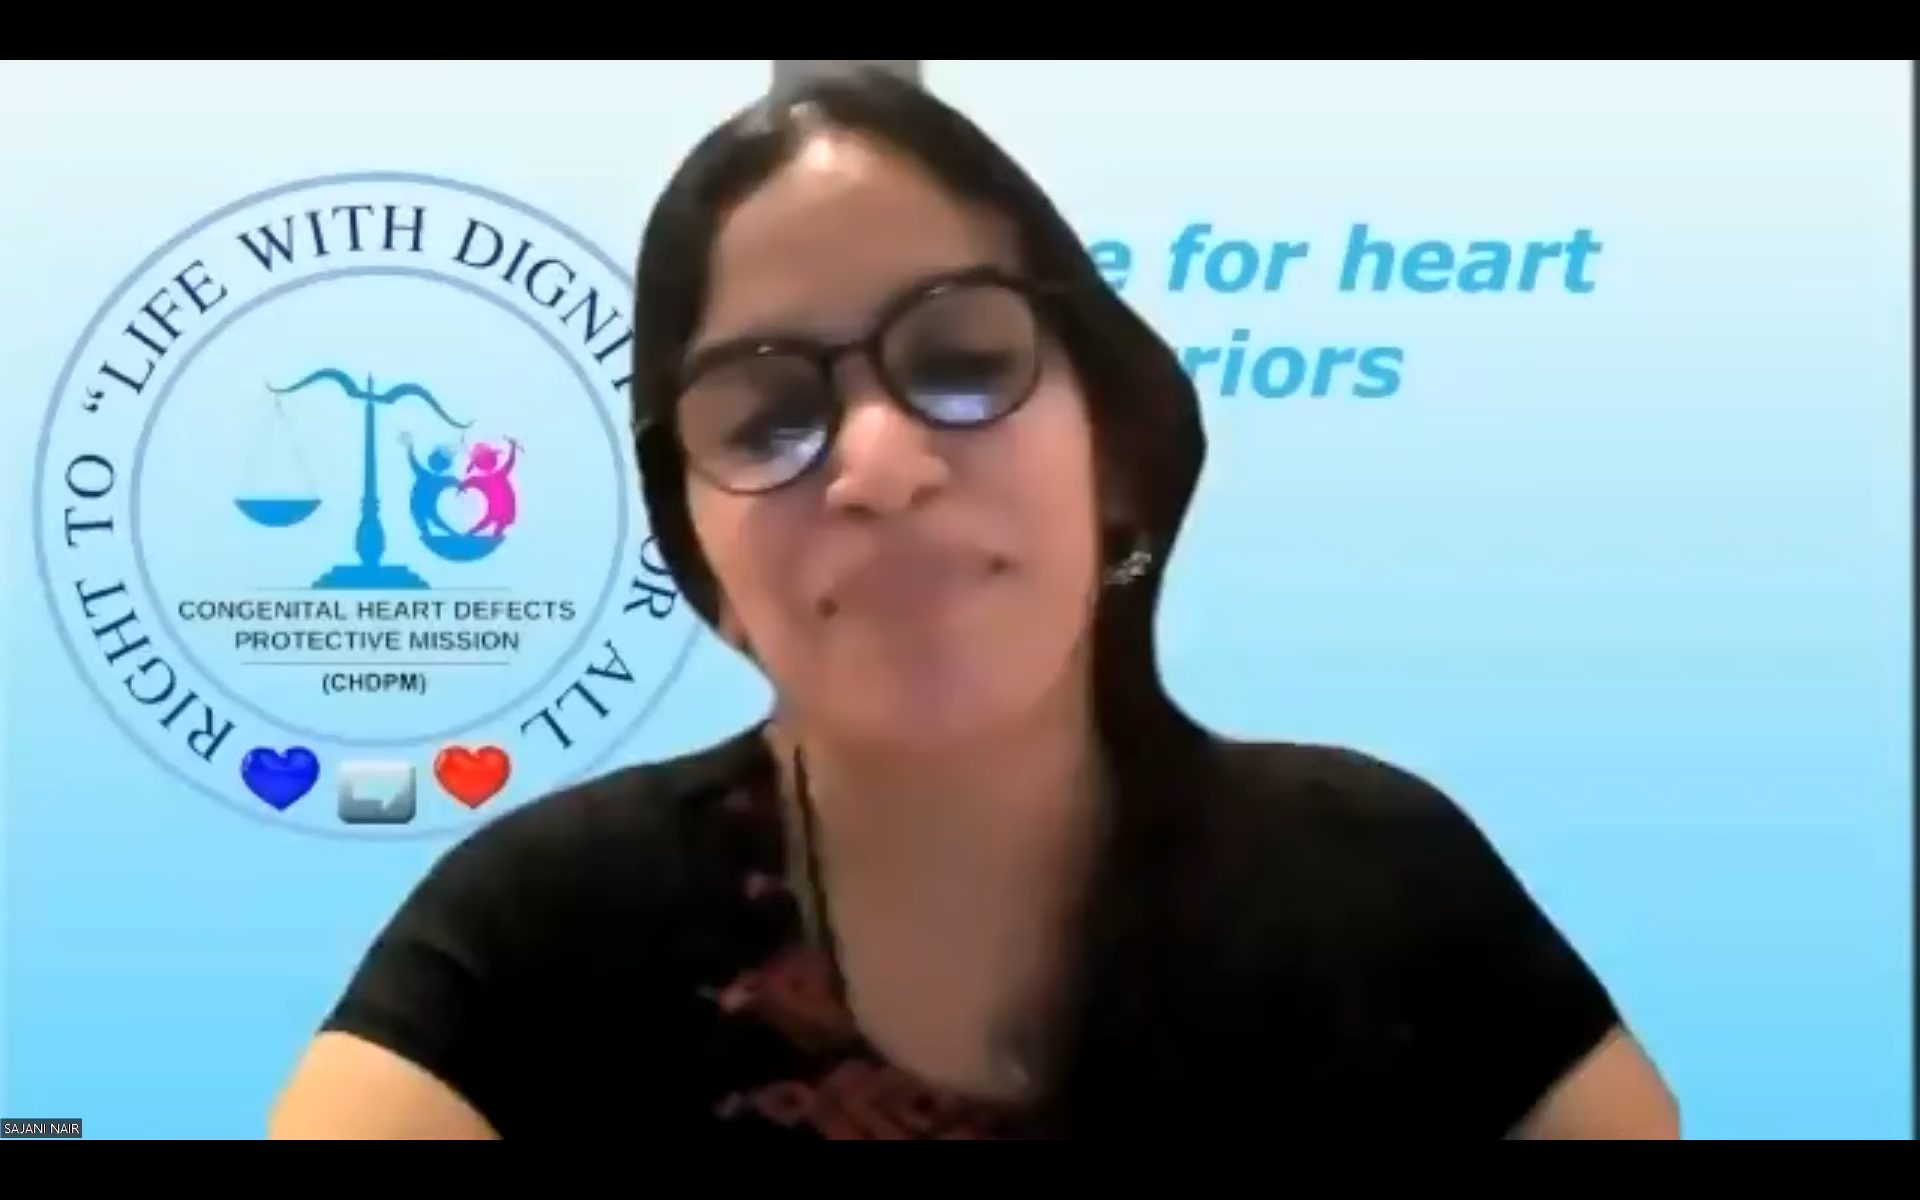 RIGHT TO "LIFE WITH DIGNI
OR ALL
CONGENITAL HEART DEFECTS
PROTECTIVE MISSION
(CHDPM)
e for heart
riors
SAJANI NAIR